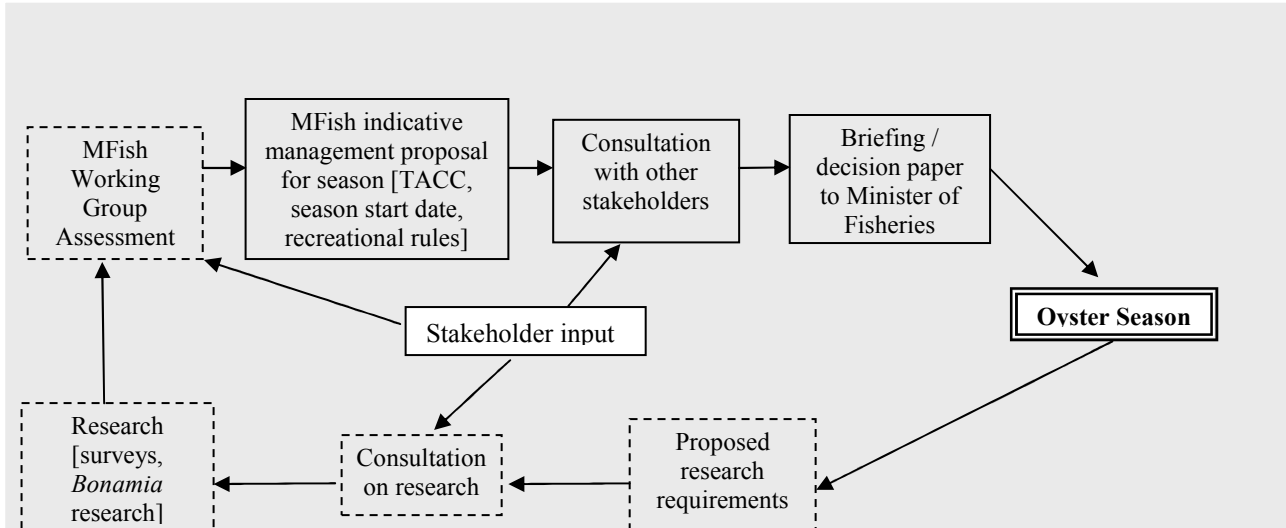 MFish
Working
Group
Assessment
MFish indicative
management proposal
for season [TACC,
season start date,
recreational rules]
Consultation
with other
stakeholders
Briefing /
decision paper
to Minister of
Fisheries
Stakeholder input
Oyster Season
Research
[surveys,
Bonamia
research]
Consultation
on research
Proposed
research
requirements